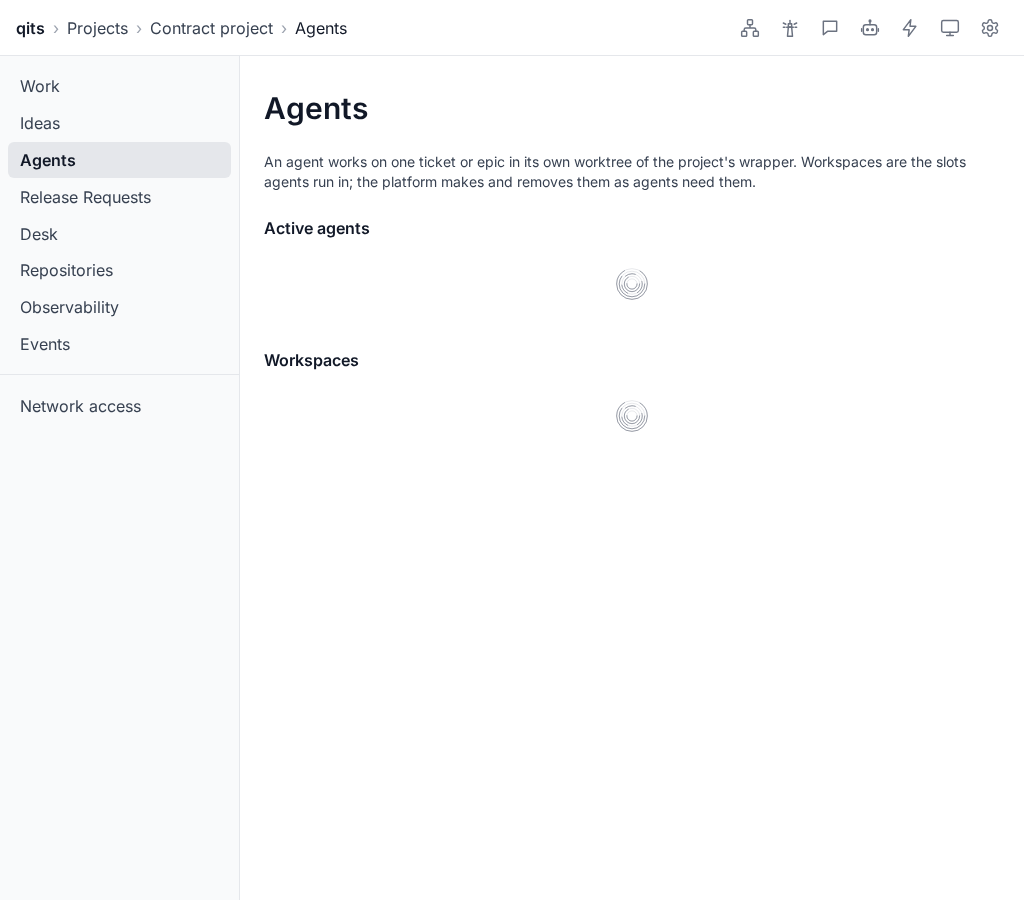 qits › Projects › Contract project › Agents
Work
Ideas
Agents
Release Requests
Desk
Repositories
Observability
Events
Network access
Agents
An agent works on one ticket or epic in its own worktree of the project's wrapper. Workspaces are the slots
agents run in; the platform makes and removes them as agents need them.
Active agents
Workspaces